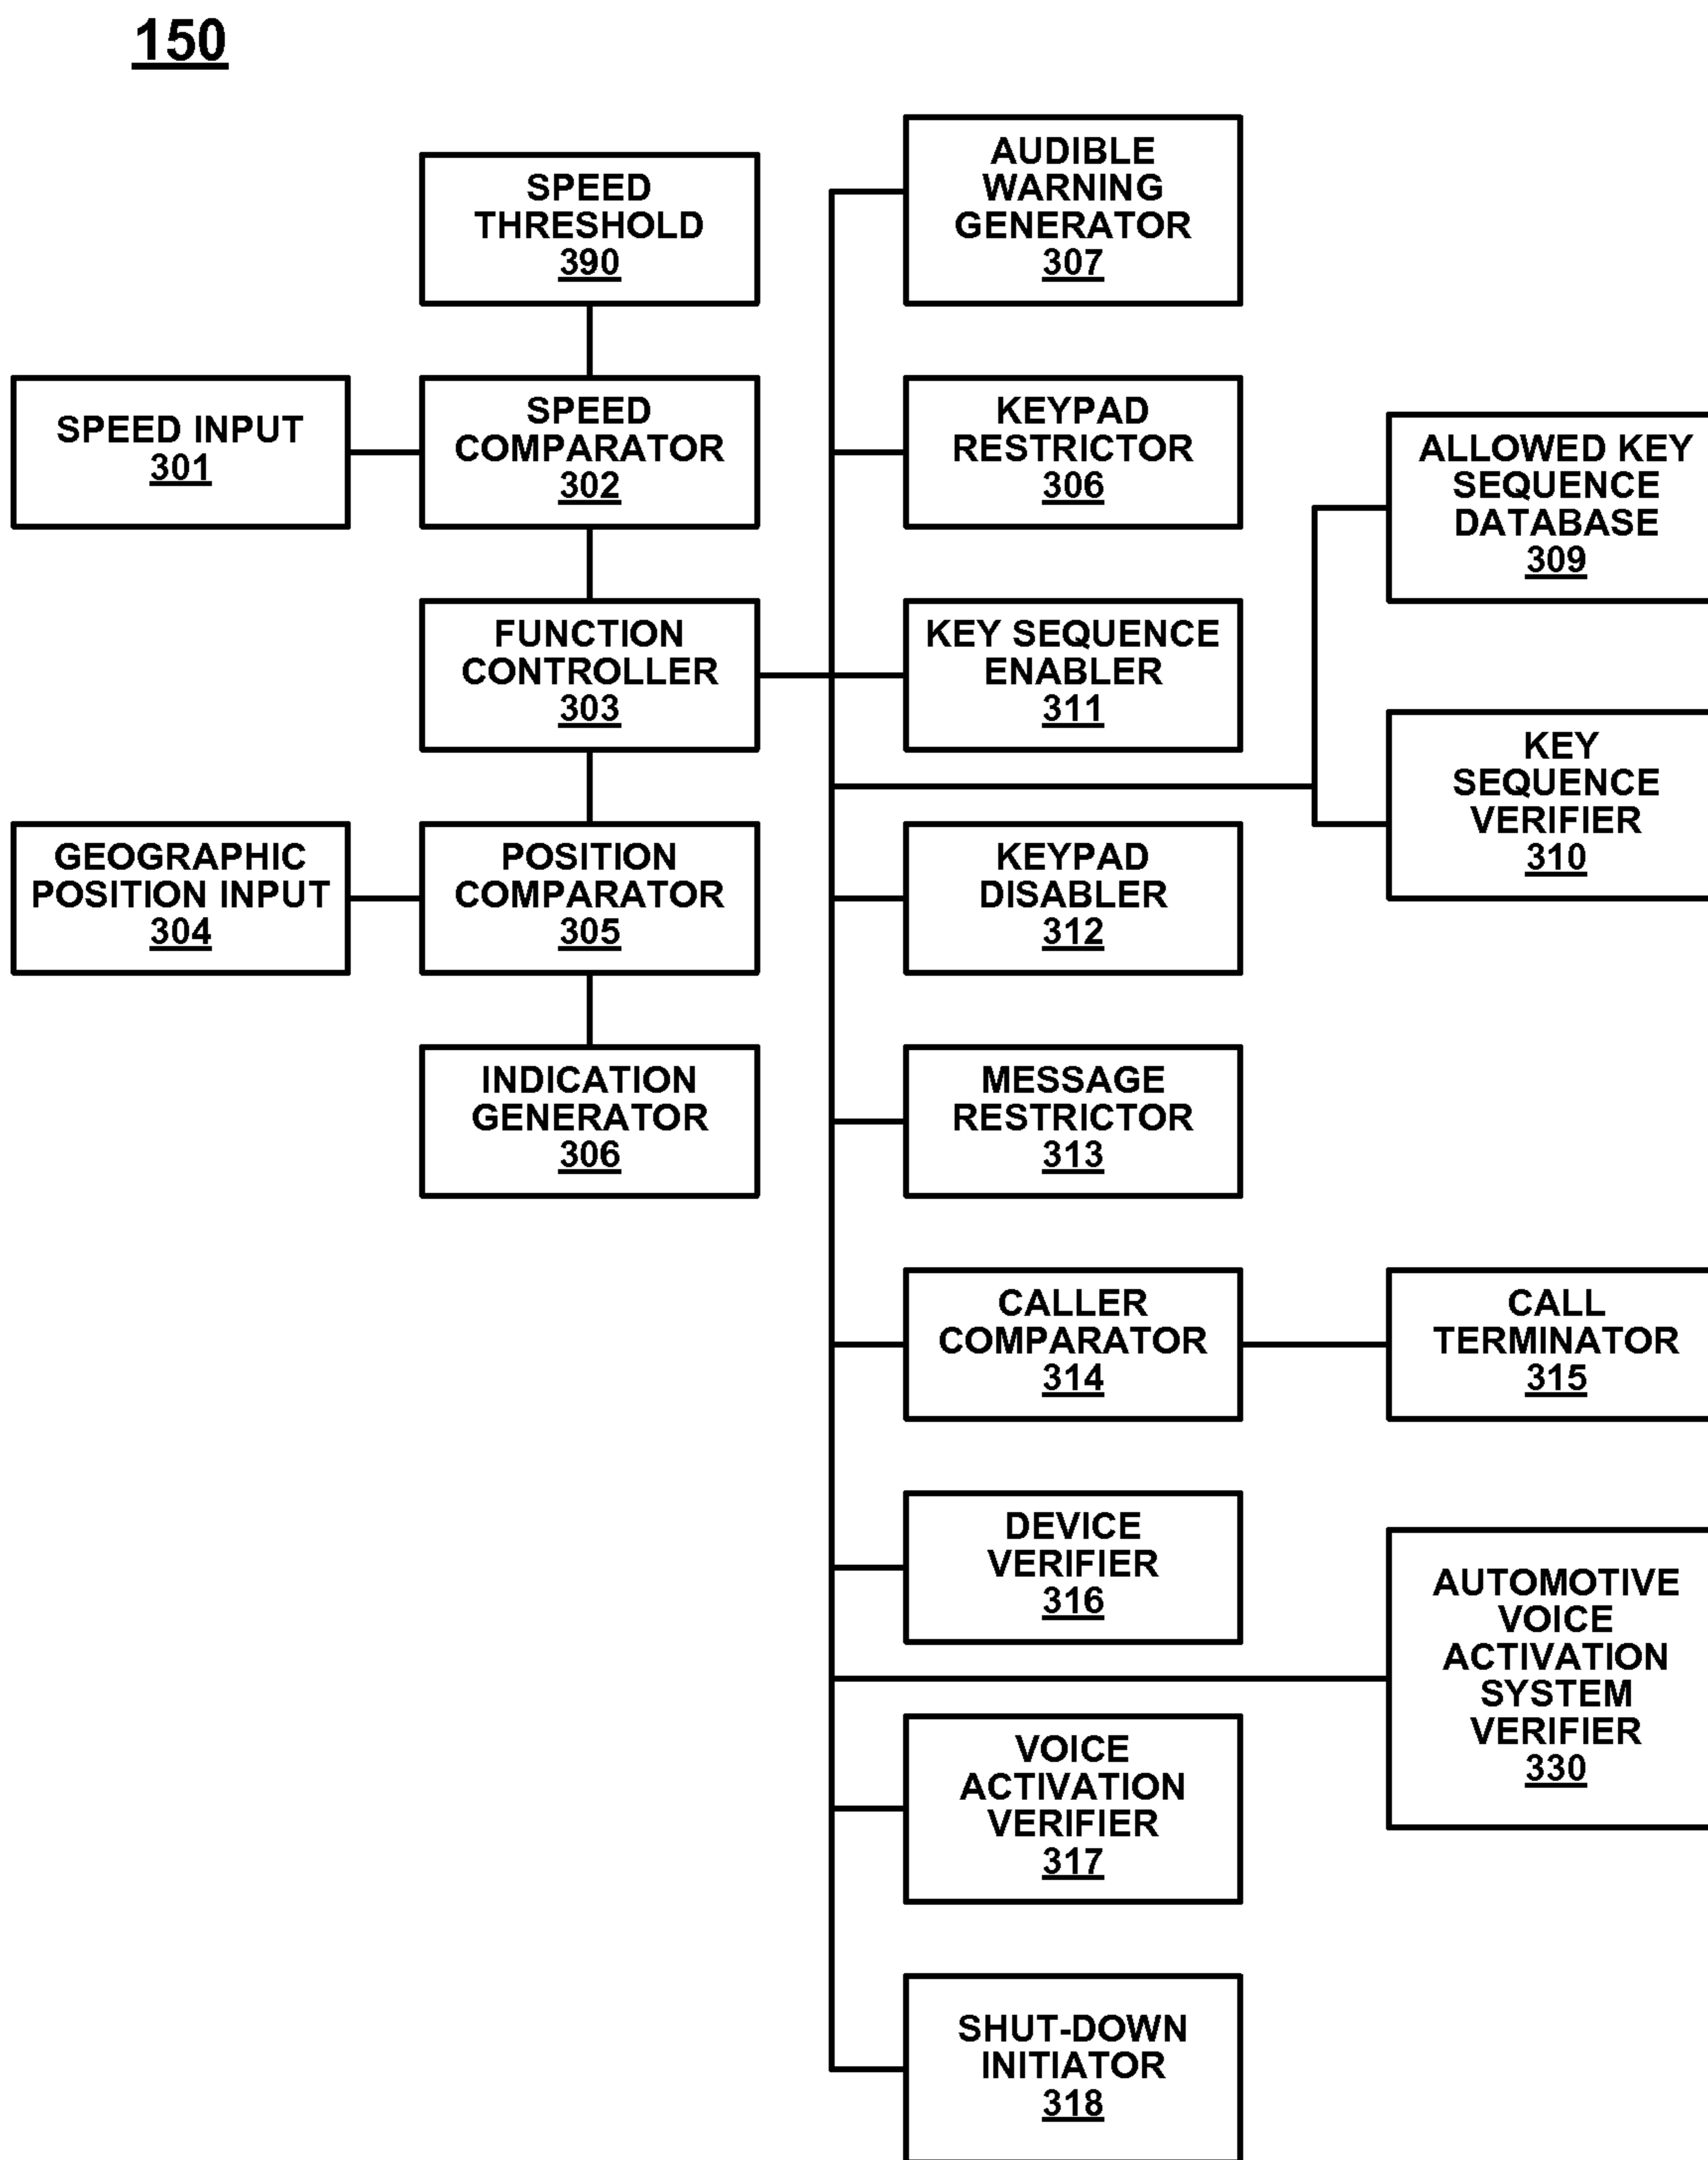 150
SPEED
THRESHOLD
390
SPEED INPUT
301
SPEED
COMPARATOR
302
FUNCTION
CONTROLLER
303
GEOGRAPHIC
POSITION INPUT
304
POSITION
COMPARATOR
305
INDICATION
GENERATOR
306
AUDIBLE
WARNING
GENERATOR
307
KEYPAD
RESTRICTOR
306
KEY SEQUENCE
ENABLER
311
ALLOWED KEY
SEQUENCE
DATABASE
309
KEY
SEQUENCE
VERIFIER
310
KEYPAD
DISABLER
312
MESSAGE
RESTRICTOR
313
CALLER
COMPARATOR
314
CALL
TERMINATOR
315
DEVICE
VERIFIER
316
AUTOMOTIVE
VOICE
ACTIVATION
SYSTEM
VERIFIER
330
VOICE
ACTIVATION
VERIFIER
317
SHUT-DOWN
INITIATOR
318